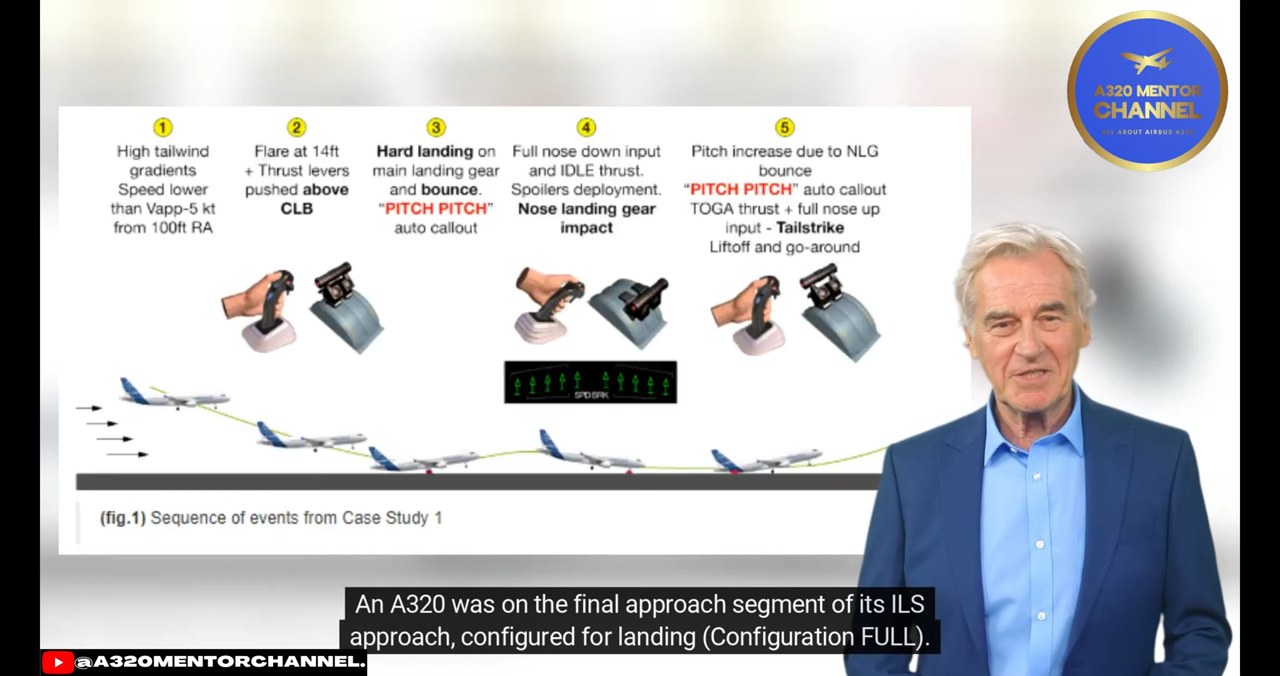 A320 MENTOR
CHANNEL
ALL ABOUT AIRBUS A320
1
High tailwind
gradients
Speed lower
than Vapp-5 kt
from 100ft RA
2
Flare at 14ft
+ Thrust levers
pushed above
CLB
3
Hard landing on
main landing gear
and bounce.
“PITCH PITCH”
auto callout
4
Full nose down input
and IDLE thrust.
Spoilers deployment.
Nose landing gear
impact
5
Pitch increase due to NLG
bounce
“PITCH PITCH” auto callout
TOGA thrust + full nose up
input - Tailstrike
Liftoff and go-around
SPD BRK
(fig.1) Sequence of events from Case Study 1
An A320 was on the final approach segment of its ILS
approach, configured for landing (Configuration FULL).
@A320MENTORCHANNEL.